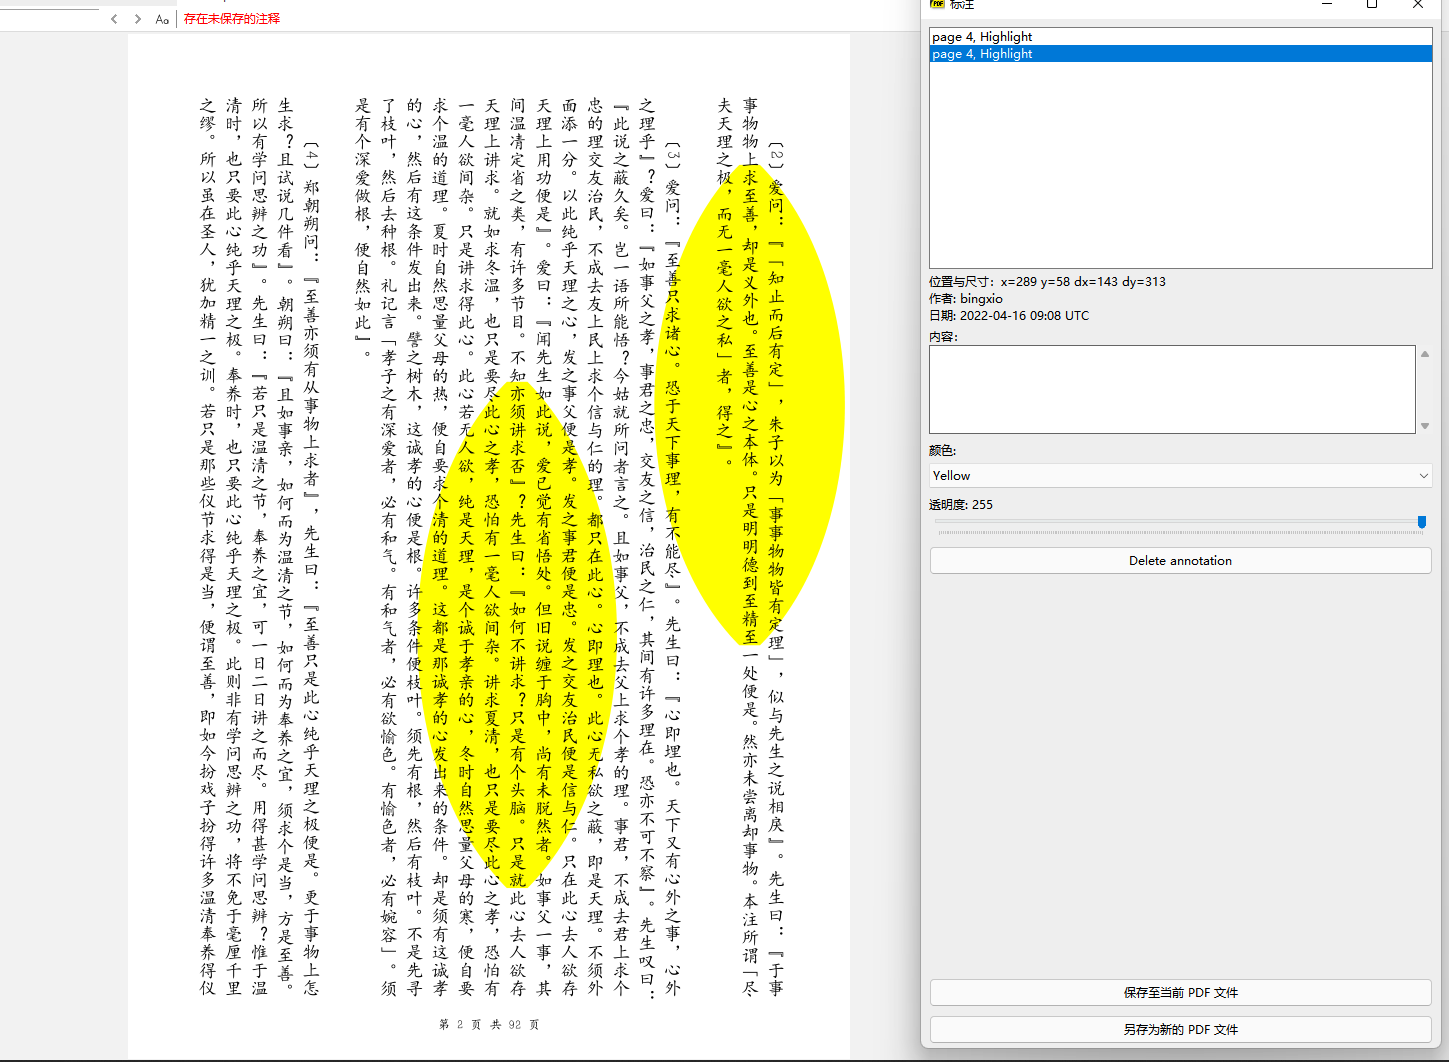 存在未保存的注释
〔2〕爱问：『「知止而后有定」，朱子以为「事事物物皆有定理」，似与先生之说相戾』。先生曰：『于事
事物物上求至善，却是义外也。至善是心之本体。只是明明德到至精至一处便是。然亦未尝离却事物。本注所谓「尽
夫天理之极，而无一毫人欲之私」者，得之』。
〔3〕爱问：『至善只求诸心。恐于天下事理，有不能尽』。先生曰：『心即理也。天下又有心外之事，心外
之理乎』？爱曰：『如事父之孝，事君之忠，交友之信，治民之仁，其间有许多理在。恐亦不可不察』。先生叹曰：
『此说之蔽久矣。岂一语所能悟？今姑就所问者言之。且如事父，不成去父上求个孝的理。事君，不成去君上求个
忠的理交友治民，不成去友上民上求个信与仁的理。都只在此心。心即理也。此心无私欲之蔽，即是天理。不须外
面添一分。以此纯乎天理之心，发之事父便是孝。发之事君便是忠。发之交友治民便是信与仁。只在此心去人欲存
天理上用功便是』。爱曰：『闻先生如此说，爱已觉有省悟处。但旧说缠于胸中，尚有未脱然者。如事父一事，其
间温清定省之类，有许多节目。不知亦须讲求否』？先生曰：『如何不讲求？只是有个头脑。只是就此心去人欲存
天理上讲求。就如求冬温，也只是要尽此心之孝，恐怕有一毫人欲间杂。讲求夏清，也只是要尽此心之孝，恐怕有
一毫人欲间杂。只是讲求得此心。此心若无人欲，纯是天理，是个诚于孝亲的心，冬时自然思量父母的寒，便自要
求个温的道理。夏时自然思量父母的热，便自要求个清的道理。这都是那诚孝的心发出来的条件。却是须有这诚孝
的心，然后有这条件发出来。譬之树木，这诚孝的心便是根。许多条件便枝叶。须先有根，然后有枝叶。不是先寻
了枝叶，然后去种根。礼记言「孝子之有深爱者，必有和气。有和气者，必有欲愉色。有愉色者，必有婉容」。须
是有个深爱做根，便自然如此』。
〔4〕郑朝朔问：『至善亦须有从事物上求者』，先生曰：『至善只是此心纯乎天理之极便是。更于事物上怎
生求？且试说几件看』。朝朔曰：『且如事亲，如何而为温清之节，如何而为奉养之宜，须求个是当，方是至善。
所以有学问思辨之功』。先生曰：『若只是温清之节，奉养之宜，可一日二日讲之而尽。用得甚学问思辨？惟于温
清时，也只要此心纯乎天理之极。奉养时，也只要此心纯乎天理之极。此则非有学问思辨之功，将不免于毫厘千里
之缪。所以虽在圣人，犹加精一之训。若只是那些仪节求得是当，便谓至善，即如今扮戏子扮得许多温清奉养得仪
第 2 页 共 92 页
标注
page 4, Highlight
page 4, Highlight
位置与尺寸: x=289 y=58 dx=143 dy=313
作者: bingxio
日期: 2022-04-16 09:08 UTC
内容:
颜色:
Yellow
透明度: 255
Delete annotation
保存至当前 PDF 文件
另存为新的 PDF 文件